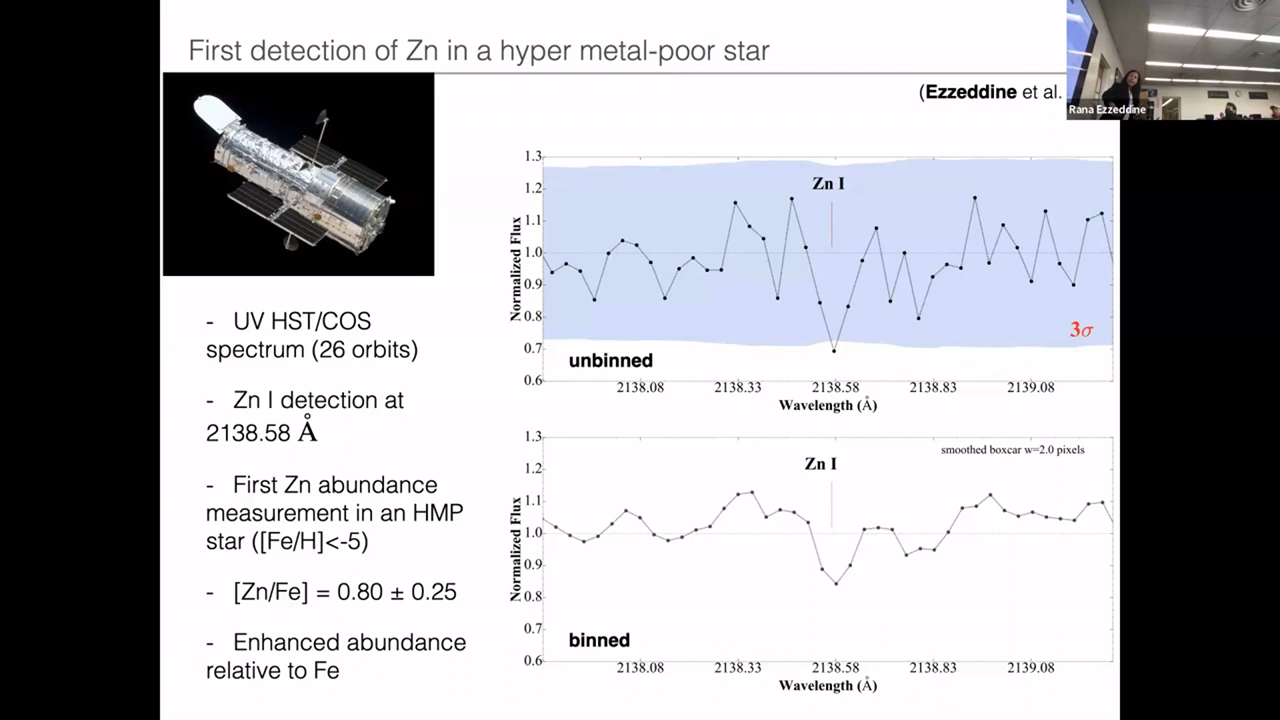 First detection of Zn in a hyper metal-poor star
(Ezzeddine et al.
Rana Ezzeddine
- UV HST/COS
spectrum (26 orbits)
- Zn I detection at
2138.58 Å
- First Zn abundance
measurement in an HMP
star ([Fe/H]<-5)
- [Zn/Fe] = 0.80 ± 0.25
- Enhanced abundance
relative to Fe
1.3
1.2
1.1
1.0
0.9
0.8
0.7
0.6
Normalized Flux
Zn I
3σ
unbinned
2138.08 2138.33 2138.58 2138.83 2139.08
Wavelength (Å)
1.3
1.2
1.1
1.0
0.9
0.8
0.7
0.6
Normalized Flux
smoothed boxcar w=2.0 pixels
Zn I
binned
2138.08 2138.33 2138.58 2138.83 2139.08
Wavelength (Å)